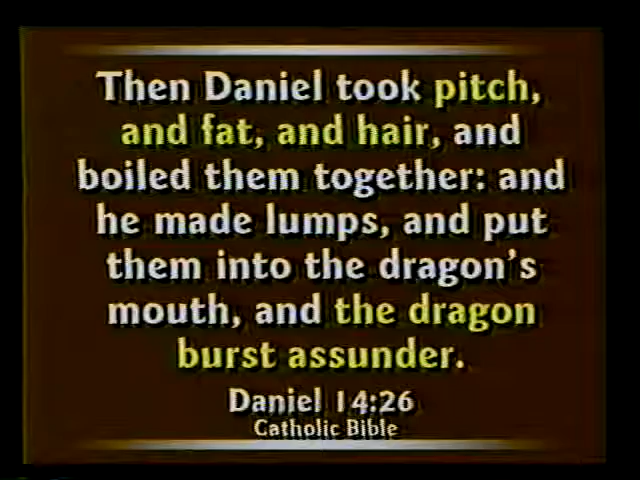 Then Daniel took pitch,
and fat, and hair, and
boiled them together: and
he made lumps, and put
them into the dragon's
mouth, and the dragon
burst assunder.
Daniel 14:26
Catholic Bible